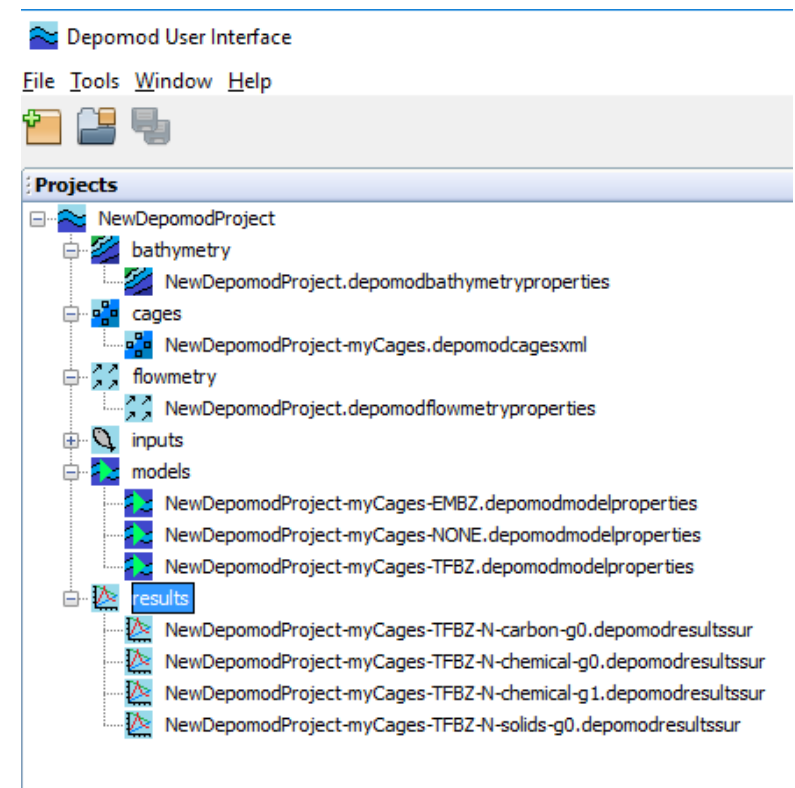 Depomod User Interface
File Tools Window Help
Projects
NewDepomodProject
bathymetry
NewDepomodProject.depomodbathymetryproperties
cages
NewDepomodProject-myCages.depomodcagesxml
flowmetry
NewDepomodProject.depomodflowmetryproperties
inputs
models
NewDepomodProject-myCages-EMBZ.depomodmodelproperties
NewDepomodProject-myCages-NONE.depomodmodelproperties
NewDepomodProject-myCages-TFBZ.depomodmodelproperties
results
NewDepomodProject-myCages-TFBZ-N-carbon-g0.depomodresultssur
NewDepomodProject-myCages-TFBZ-N-chemical-g0.depomodresultssur
NewDepomodProject-myCages-TFBZ-N-chemical-g1.depomodresultssur
NewDepomodProject-myCages-TFBZ-N-solids-g0.depomodresultssur